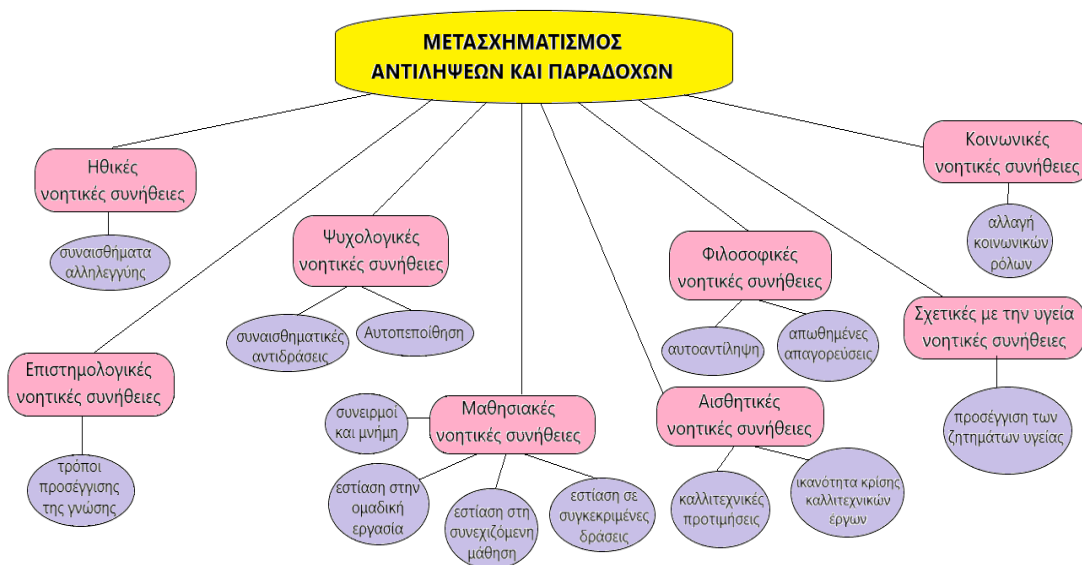 ΜΕΤΑΣΧΗΜΑΤΙΣΜΟΣ
ΑΝΤΙΛΗΨΕΩΝ ΚΑΙ ΠΑΡΑΔΟΧΩΝ
Ηθικές
νοητικές συνήθειες
συναισθήματα
αλληλεγγύης
Κοινωνικές
νοητικές συνήθειες
αλλαγή
κοινωνικών
ρόλων
Ψυχολογικές
νοητικές συνήθειες
συναισθηματικές
αντιδράσεις
Αυτοπεποίθηση
Φιλοσοφικές
νοητικές συνήθειες
αυτοαντίληψη
απωθημένες
απαγορεύσεις
Σχετικές με την υγεία
νοητικές συνήθειες
προσέγγιση των
ζητημάτων υγείας
Επιστημολογικές
νοητικές συνήθειες
τρόποι
προσέγγισης
της γνώσης
Μαθησιακές
νοητικές συνήθειες
συνειρμοί
και μνήμη
εστίαση στην
ομαδική
εργασία
εστίαση στη
συνεχιζόμενη
μάθηση
εστίαση σε
συγκεκριμένες
δράσεις
Αισθητικές
νοητικές συνήθειες
καλλιτεχνικές
προτιμήσεις
ικανότητα κρίσης
καλλιτεχνικών
έργων